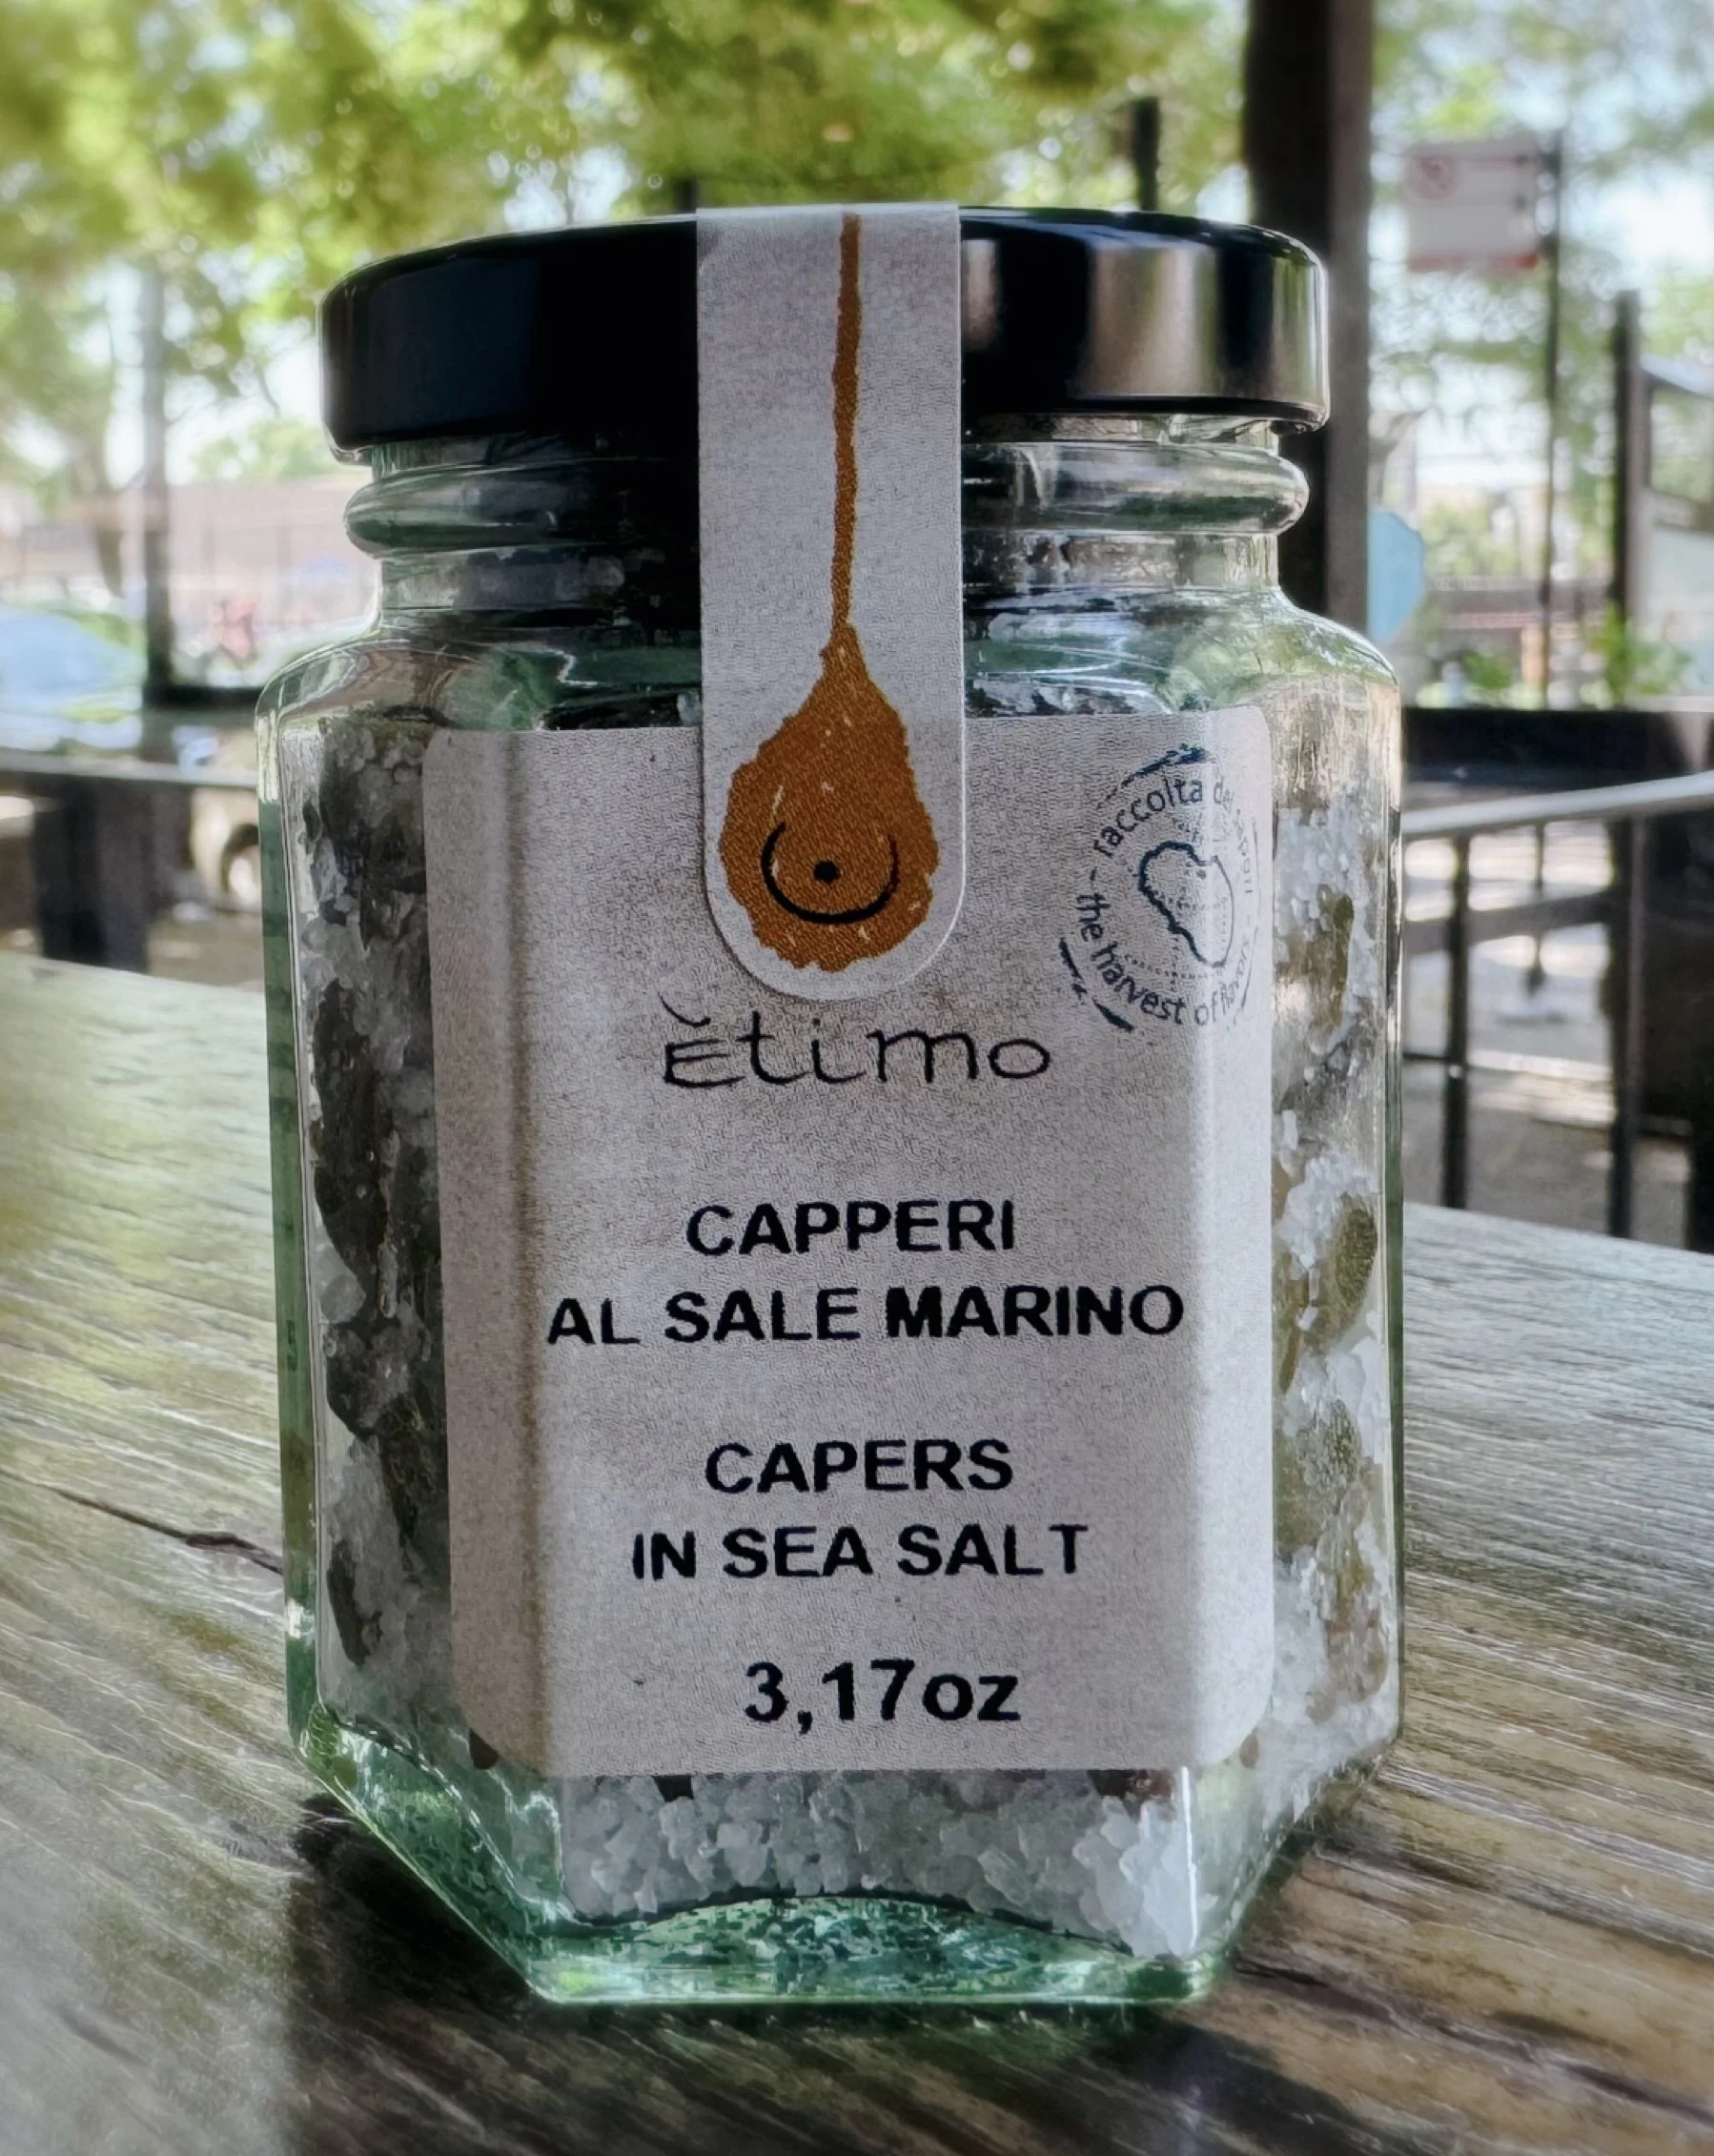 raccolta dei sapori - the harvest of flavors -
Ètimo
CAPPERI
AL SALE MARINO
CAPERS
IN SEA SALT
3,17oz